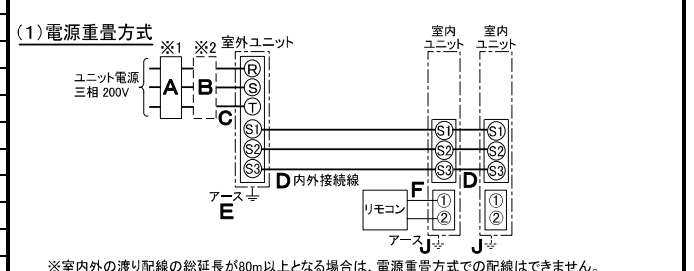 (1)電源重畳方式
※1 ※2 室外ユニット
室内
ユニット
室内
ユニット
ユニット電源
三相 200V
A
B
C
R
S
T
S1
S2
S3
D 内外接続線
アース
E
S1
S2
S3
D
S1
S2
S3
リモコン
F
①
②
①
②
アース J
J
※室内外の渡り配線の総延長が80m以上となる場合は、電源重畳方式での配線はできません。